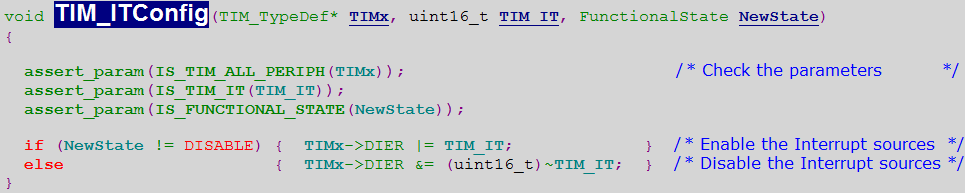 void TIM_ITConfig(TIM_TypeDef* TIMx, uint16_t TIM_IT, FunctionalState NewState)
{
assert_param(IS_TIM_ALL_PERIPH(TIMx)); /* Check the parameters */
assert_param(IS_TIM_IT(TIM_IT));
assert_param(IS_FUNCTIONAL_STATE(NewState));
if (NewState != DISABLE) { TIMx->DIER |= TIM_IT; } /* Enable the Interrupt sources */
else { TIMx->DIER &= (uint16_t)~TIM_IT; } /* Disable the Interrupt sources */
}